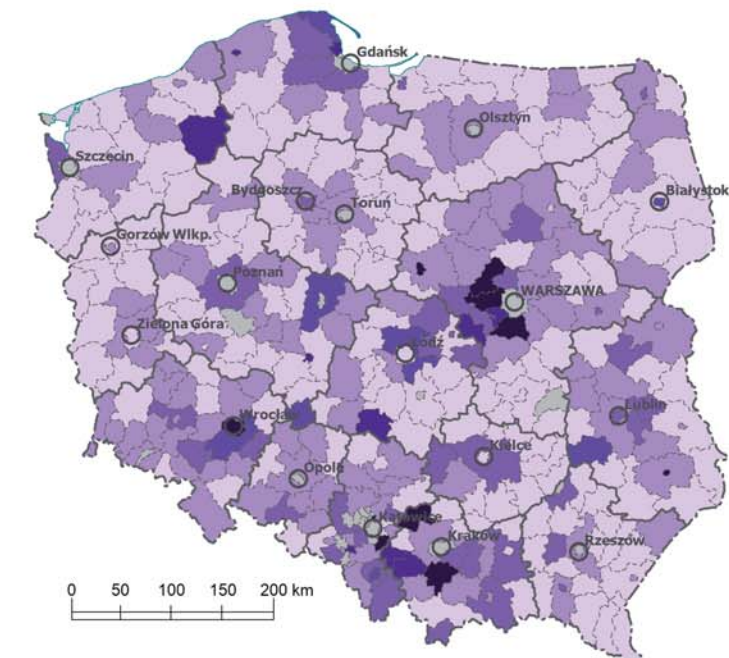 Gdańsk
Olsztyn
Szczecin
Bydgoszcz
Toruń
Białystok
Gorzów Wlkp.
Poznań
WARSZAWA
Zielona Góra
Łódź
Wrocław
Lublin
Opole
Kielce
Katowice
Kraków
Rzeszów
0 50 100 150 200 km